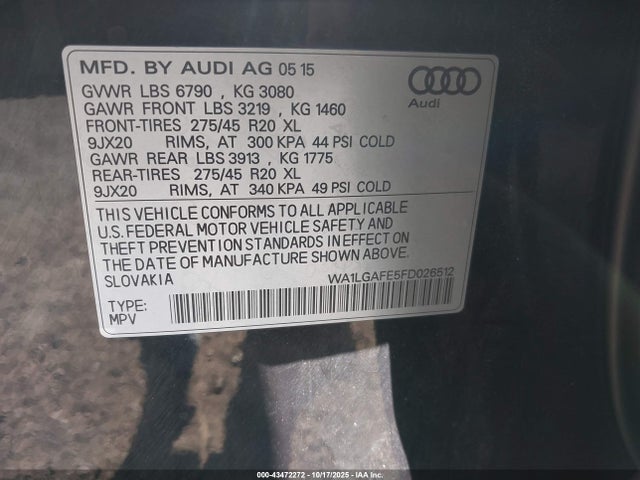 MFD. BY AUDI AG 05 15
GVWR LBS 6790 , KG 3080
GAWR FRONT LBS 3219 , KG 1460
FRONT-TIRES 275/45 R20 XL
9JX20 RIMS, AT 300 KPA 44 PSI COLD
GAWR REAR LBS 3913 , KG 1775
REAR-TIRES 275/45 R20 XL
9JX20 RIMS, AT 340 KPA 49 PSI COLD
Audi
THIS VEHICLE CONFORMS TO ALL APPLICABLE
U.S. FEDERAL MOTOR VEHICLE SAFETY AND
THEFT PREVENTION STANDARDS IN EFFECT ON
THE DATE OF MANUFACTURE SHOWN ABOVE.
SLOVAKIA WA1LGAFE5FD026512
TYPE:
MPV
000-43472272 - 10/17/2025 - IAA Inc.